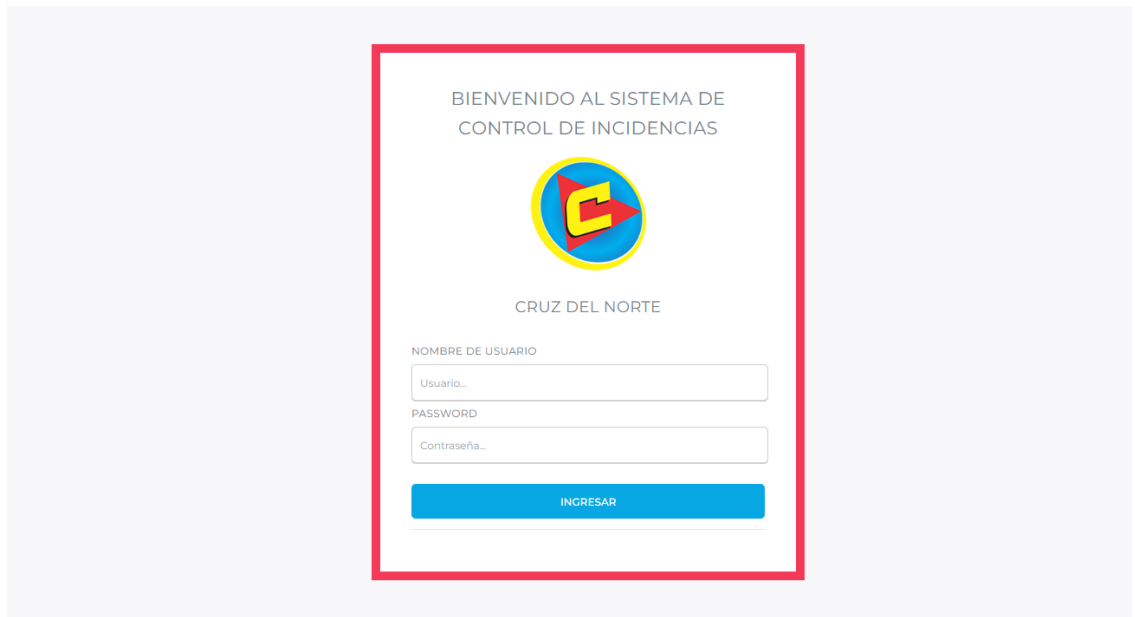 BIENVENIDO AL SISTEMA DE
CONTROL DE INCIDENCIAS
C
CRUZ DEL NORTE
NOMBRE DE USUARIO
Usuario...
PASSWORD
Contraseña...
INGRESAR